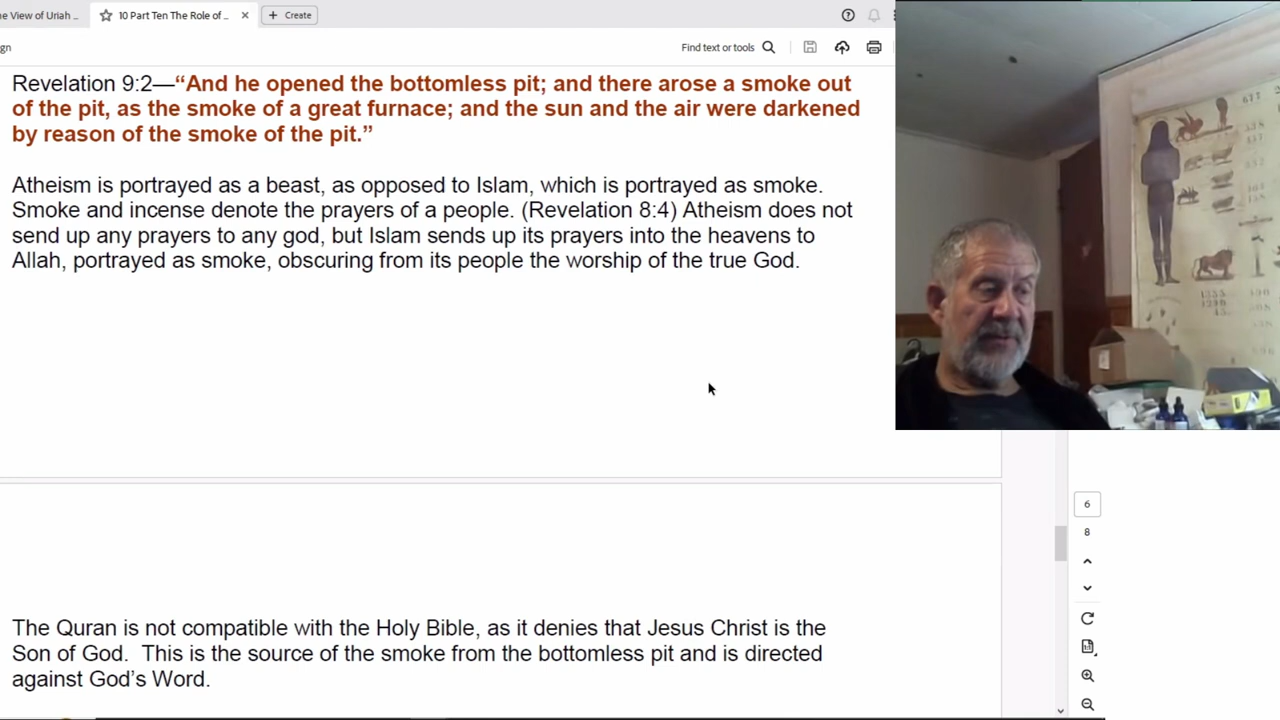 e View of Uriah ...
10 Part Ten The Role of ...
Create
gn
Find text or tools
Revelation 9:2—“And he opened the bottomless pit; and there arose a smoke out
of the pit, as the smoke of a great furnace; and the sun and the air were darkened
by reason of the smoke of the pit.”
Atheism is portrayed as a beast, as opposed to Islam, which is portrayed as smoke.
Smoke and incense denote the prayers of a people. (Revelation 8:4) Atheism does not
send up any prayers to any god, but Islam sends up its prayers into the heavens to
Allah, portrayed as smoke, obscuring from its people the worship of the true God.
The Quran is not compatible with the Holy Bible, as it denies that Jesus Christ is the
Son of God.  This is the source of the smoke from the bottomless pit and is directed
against God’s Word.
6
8
677
1335
1290
45